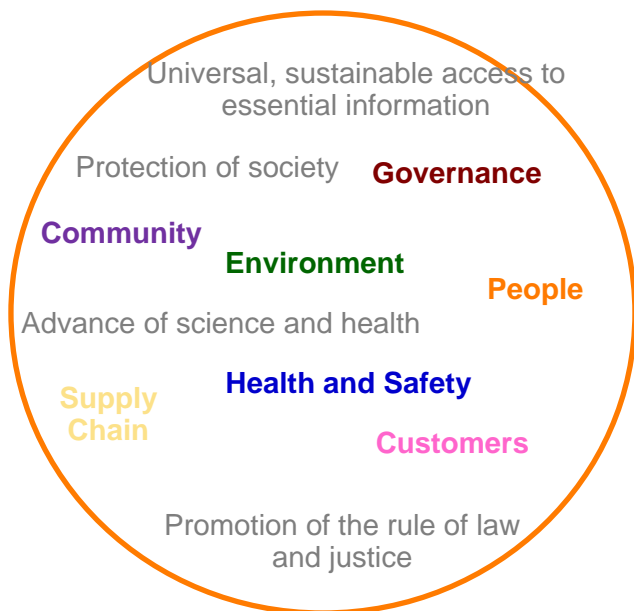 Universal, sustainable access to
essential information
Protection of society
Governance
Community
Environment
People
Advance of science and health
Health and Safety
Supply
Chain
Customers
Promotion of the rule of law
and justice